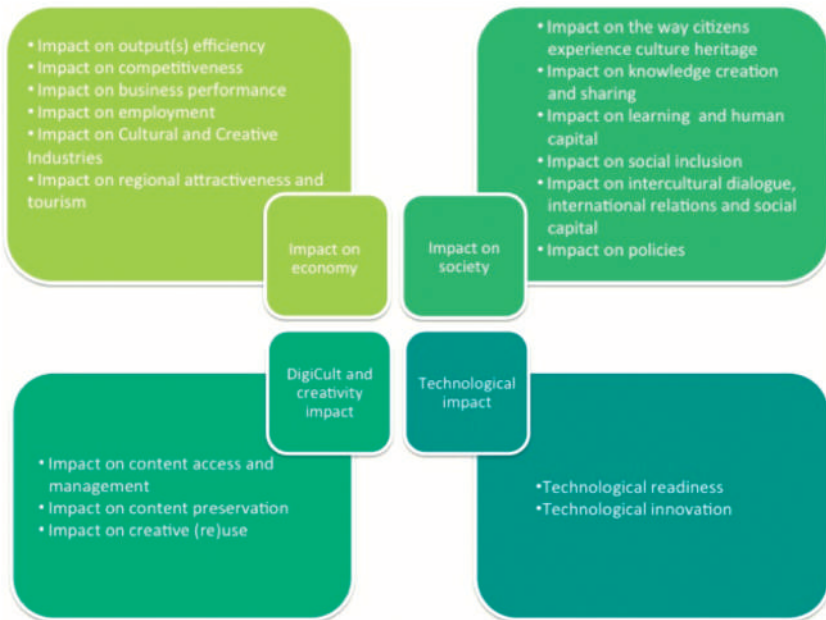 • Impact on output(s) efficiency
• Impact on competitiveness
• Impact on business performance
• Impact on employment
• Impact on Cultural and Creative
Industries
• Impact on regional attractiveness and
tourism
• Impact on the way citizens
experience culture heritage
• Impact on knowledge creation
and sharing
• Impact on learning and human
capital
• Impact on social inclusion
• Impact on intercultural dialogue,
international relations and social
capital
• Impact on policies
Impact on
economy
Impact on
society
DigiCult and
creativity
impact
Technological
impact
• Impact on content access and
management
• Impact on content preservation
• Impact on creative (re)use
•Technological readiness
•Technological innovation